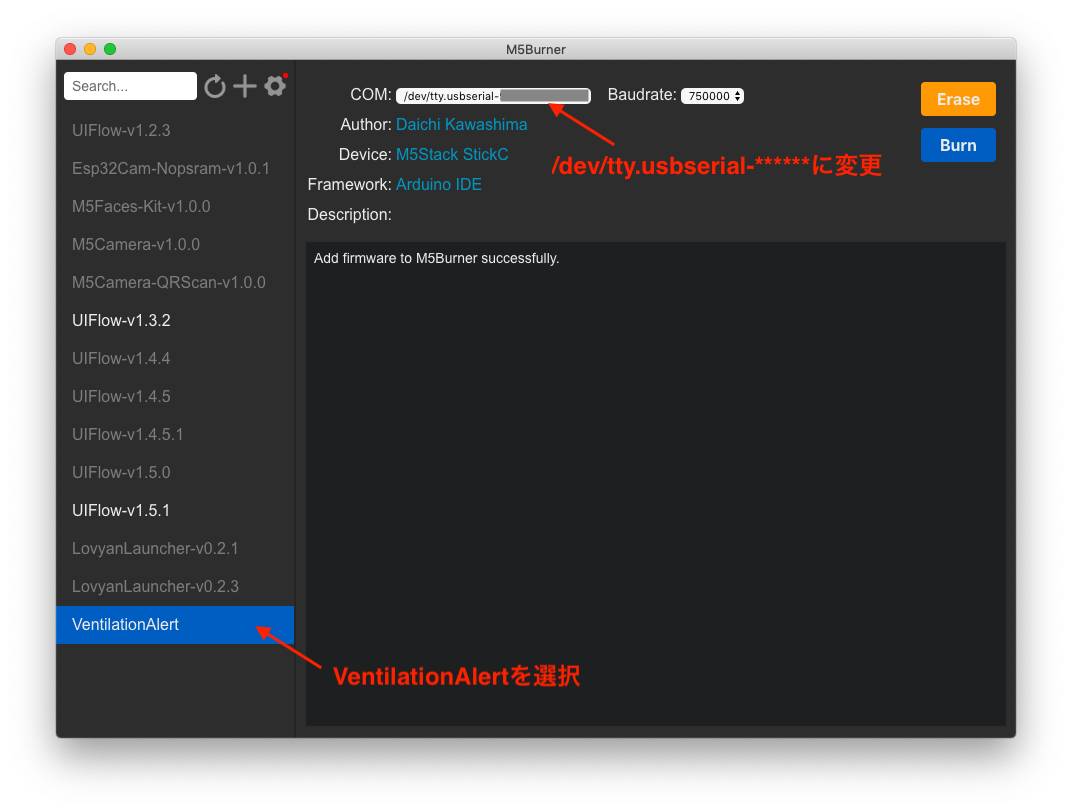 M5Burner
Search...
COM: /dev/tty.usbserial- Baudrate: 750000
Erase
Author: Daichi Kawashima
Device: M5Stack StickC
Burn
/dev/tty.usbserial-******に変更
Framework: Arduino IDE
Description:
Add firmware to M5Burner successfully.
UIFlow-v1.2.3
Esp32Cam-Nopsram-v1.0.1
M5Faces-Kit-v1.0.0
M5Camera-v1.0.0
M5Camera-QRScan-v1.0.0
UIFlow-v1.3.2
UIFlow-v1.4.4
UIFlow-v1.4.5
UIFlow-v1.4.5.1
UIFlow-v1.5.0
UIFlow-v1.5.1
LovyanLauncher-v0.2.1
LovyanLauncher-v0.2.3
VentilationAlert
VentilationAlertを選択